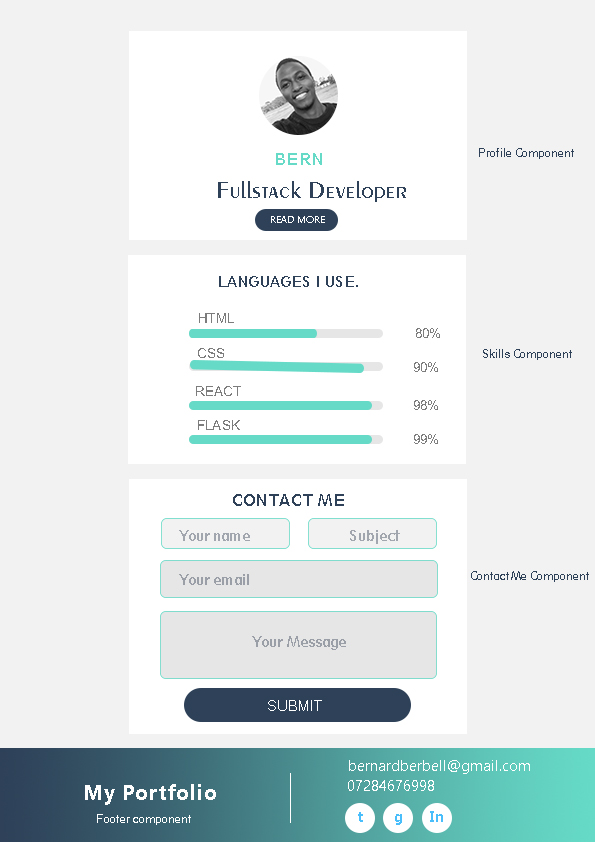 BERN
Fullstack Developer
READ MORE
Profile Component
LANGUAGES I USE.
HTML
80%
CSS
90%
REACT
98%
FLASK
99%
Skills Component
CONTACT ME
Your name
Subject
Your email
Your Message
SUBMIT
ContactMe Component
My Portfolio
Footer component
bernardberbell@gmail.com
07284676998
t g In